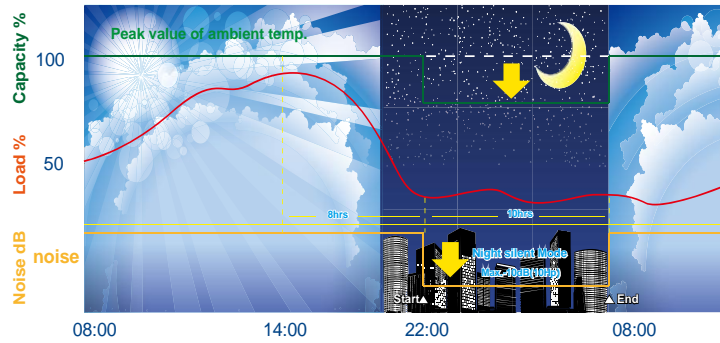 Capacity %
Peak value of ambient temp.
100
Load %
50
8hrs
10hrs
Noise dB
noise
Night silent Mode
Max -10dB(10Hp)
Start
End
08:00
14:00
22:00
08:00